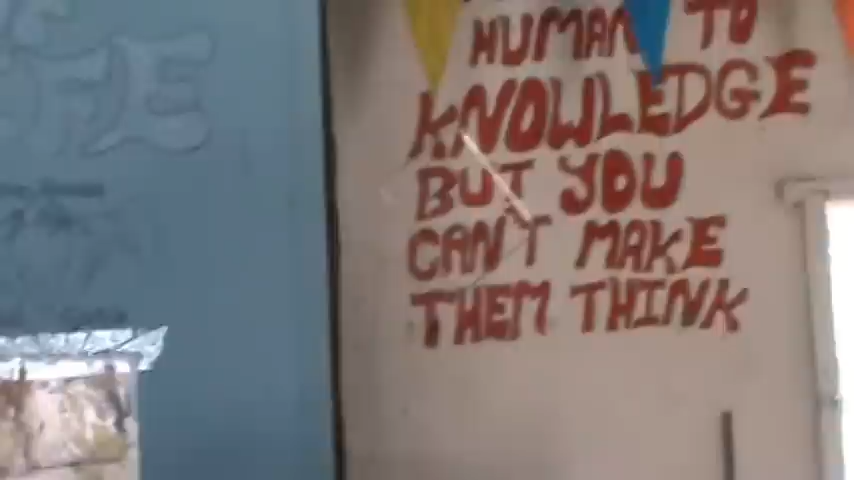 HUMAN TO
KNOWLEDGE
BUT YOU
CAN'T MAKE
THEM THINK